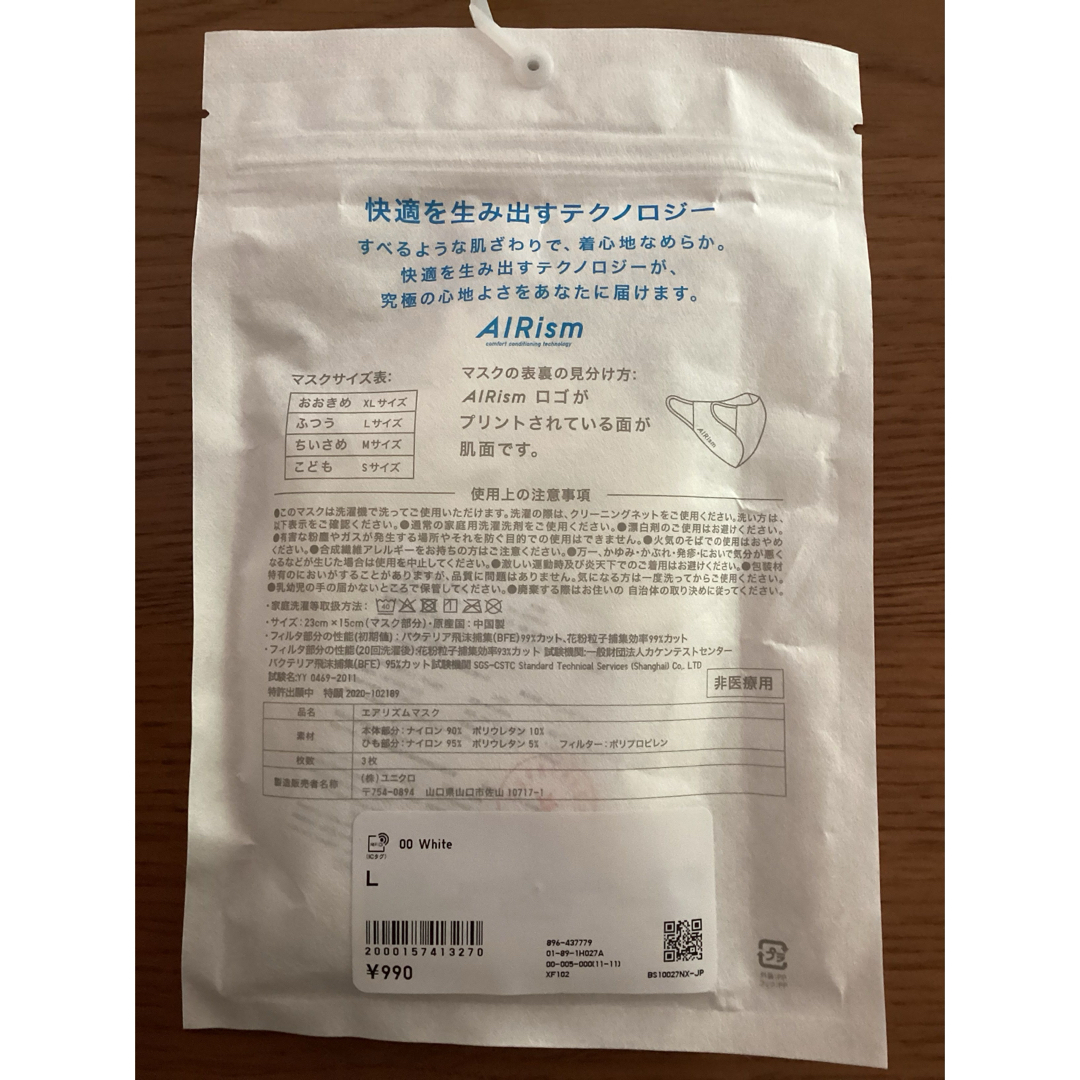 快適を生み出すテクノロジー
すべるような肌ざわりで、着心地なめらか。
快適を生み出すテクノロジーが、
究極の心地よさをあなたに届けます。
AIRism
comfort conditioning technology
マスクサイズ表:
おおきめ XLサイズ
ふつう Lサイズ
ちいさめ Mサイズ
こども Sサイズ
マスクの表裏の見分け方:
AIRism ロゴが
プリントされている面が
肌面です。
AIRism
使用上の注意事項
●このマスクは洗濯機で洗ってご使用いただけます。洗濯の際は、クリーニングネットをご使用ください。洗い方は、
以下表示をご確認ください。●通常の家庭用洗濯洗剤をご使用ください。●漂白剤のご使用はお避けください。
●有害な粉塵やガスが発生する場所やそれを防ぐ目的での使用はできません。●火気のそばでの使用はおやめ
ください。●合成繊維アレルギーをお持ちの方はご注意ください。●万一、かゆみ・かぶれ・発疹・においで気分が悪く
なるなどが生じた場合は使用を中止してください。●激しい運動時及び炎天下でのご着用はお避けください。●包装材
特有のにおいがすることがありますが、品質に問題はありません。気になる方は一度洗ってからご使用ください。
●乳幼児の手の届かないところで保管してください。●廃棄する際はお住いの 自治体の取り決めに従ってください。
・家庭洗濯等取扱方法： 40
・サイズ：23cm×15cm(マスク部分)・原産国：中国製
・フィルタ部分の性能(初期値)：バクテリア飛沫捕集(BFE)99%カット、花粉粒子捕集効率99%カット
・フィルタ部分の性能(20回洗濯後):花粉粒子捕集効率93%カット 試験機関:一般財団法人カケンテストセンター
バクテリア飛沫捕集(BFE) 95%カット試験機関 SGS-CSTC Standard Technical Services (Shanghai) Co., LTD
試験名:YY 0469-2011
特許出願中 特願 2020-102189
非医療用
品名 エアリズムマスク
素材 本体部分：ナイロン 90% ポリウレタン 10%
ひも部分：ナイロン 95% ポリウレタン 5% フィルター：ポリプロピレン
枚数 3枚
製造販売者名称 (株)ユニクロ
〒754-0894 山口県山口市佐山 10717-1
(ICタグ) 00 White
L
2000157413270
¥990
896-437779
01-89-1H027A
00-005-000(11-11)
XF102
BS10027NX-JP
プラ